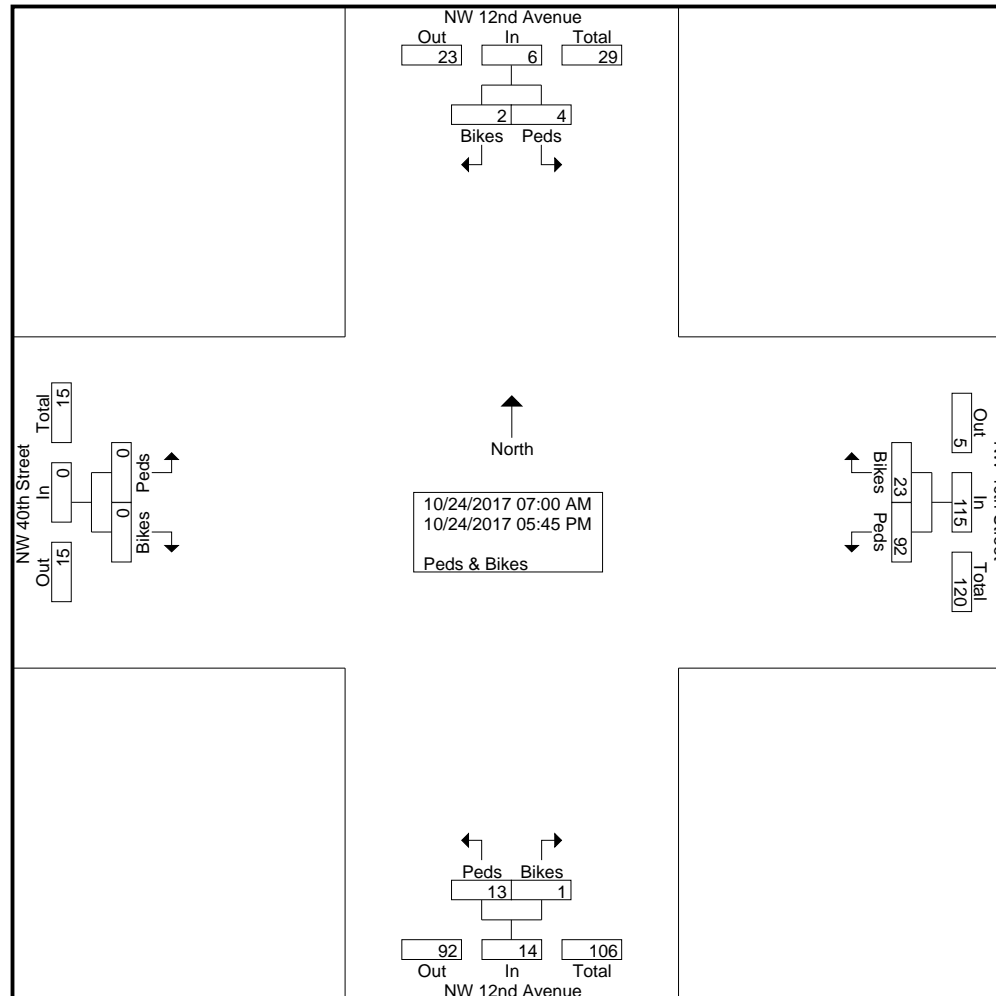 NW 12nd Avenue
Out In Total
23 6 29
2 4
Bikes Peds
North
10/24/2017 07:00 AM
10/24/2017 05:45 PM
Peds & Bikes
NW 40th Street
Total In Out
15 0 15
0 0
Peds Bikes
Out In Total
5 115 120
23 92
Bikes Peds
Street
Peds Bikes
13 1
92 14 106
Out In Total
NW 12nd Avenue